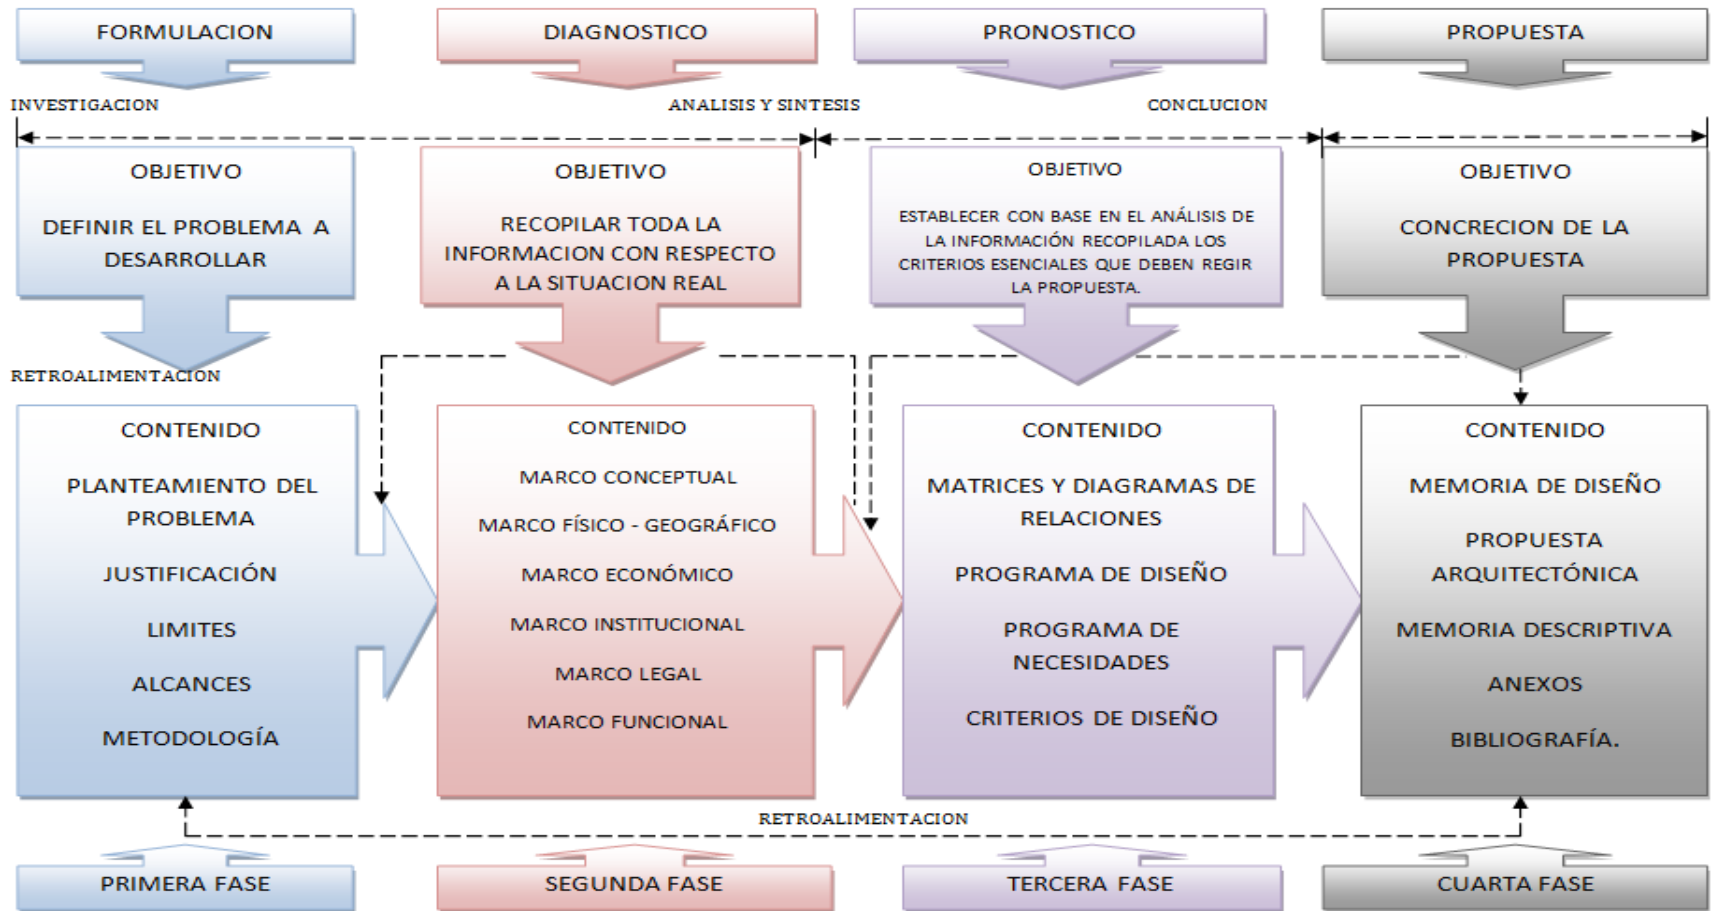 FORMULACION
DIAGNOSTICO
PRONOSTICO
PROPUESTA
INVESTIGACION
ANALISIS Y SINTESIS
CONCLUCION
OBJETIVO
DEFINIR EL PROBLEMA A
DESARROLLAR
OBJETIVO
RECOPILAR TODA LA
INFORMACION CON RESPECTO
A LA SITUACION REAL
OBJETIVO
ESTABLECER CON BASE EN EL ANÁLISIS DE
LA INFORMACIÓN RECOPILADA LOS
CRITERIOS ESENCIALES QUE DEBEN REGIR
LA PROPUESTA.
OBJETIVO
CONCRECION DE LA
PROPUESTA
RETROALIMENTACION
CONTENIDO
PLANTEAMIENTO DEL
PROBLEMA
JUSTIFICACIÓN
LIMITES
ALCANCES
METODOLOGÍA
CONTENIDO
MARCO CONCEPTUAL
MARCO FÍSICO - GEOGRÁFICO
MARCO ECONÓMICO
MARCO INSTITUCIONAL
MARCO LEGAL
MARCO FUNCIONAL
CONTENIDO
MATRICES Y DIAGRAMAS DE
RELACIONES
PROGRAMA DE DISEÑO
PROGRAMA DE
NECESIDADES
CRITERIOS DE DISEÑO
CONTENIDO
MEMORIA DE DISEÑO
PROPUESTA
ARQUITECTÓNICA
MEMORIA DESCRIPTIVA
ANEXOS
BIBLIOGRAFÍA.
RETROALIMENTACION
PRIMERA FASE
SEGUNDA FASE
TERCERA FASE
CUARTA FASE